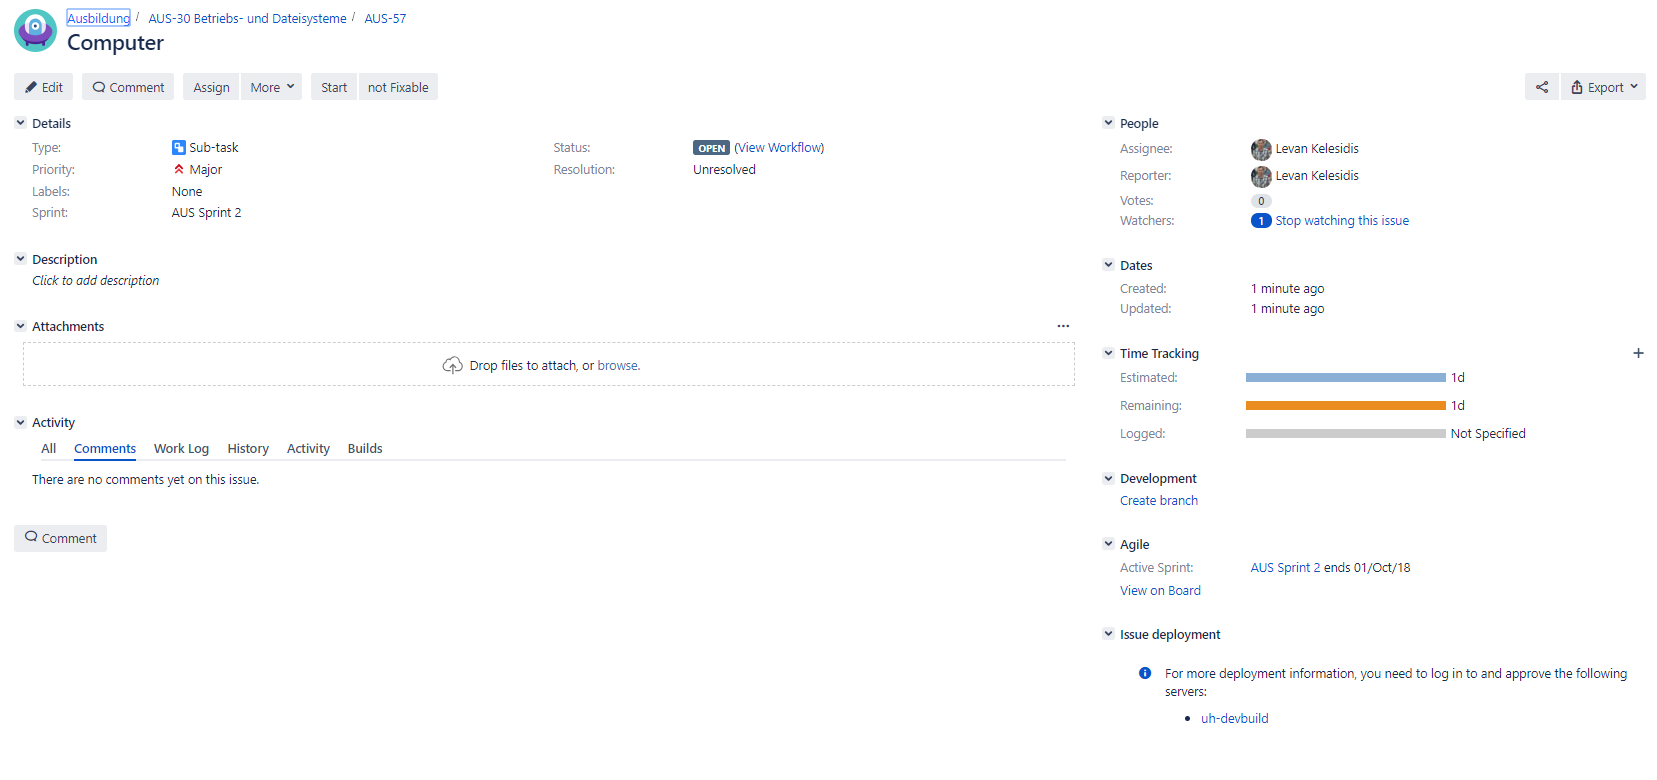 Ausbildung / AUS-30 Betriebs- und Dateisysteme / AUS-57
Computer
Edit Comment Assign More Start not Fixable Export
Details
Type: Sub-task Status: OPEN (View Workflow)
Priority: Major Resolution: Unresolved
Labels: None
Sprint: AUS Sprint 2
Description
Click to add description
Attachments ...
Drop files to attach, or browse.
Activity
All Comments Work Log History Activity Builds
There are no comments yet on this issue.
Comment
People
Assignee: Levan Kelesidis
Reporter: Levan Kelesidis
Votes: 0
Watchers: 1 Stop watching this issue
Dates
Created: 1 minute ago
Updated: 1 minute ago
Time Tracking +
Estimated: 1d
Remaining: 1d
Logged: Not Specified
Development
Create branch
Agile
Active Sprint: AUS Sprint 2 ends 01/Oct/18
View on Board
Issue deployment
For more deployment information, you need to log in to and approve the following
servers:
• uh-devbuild